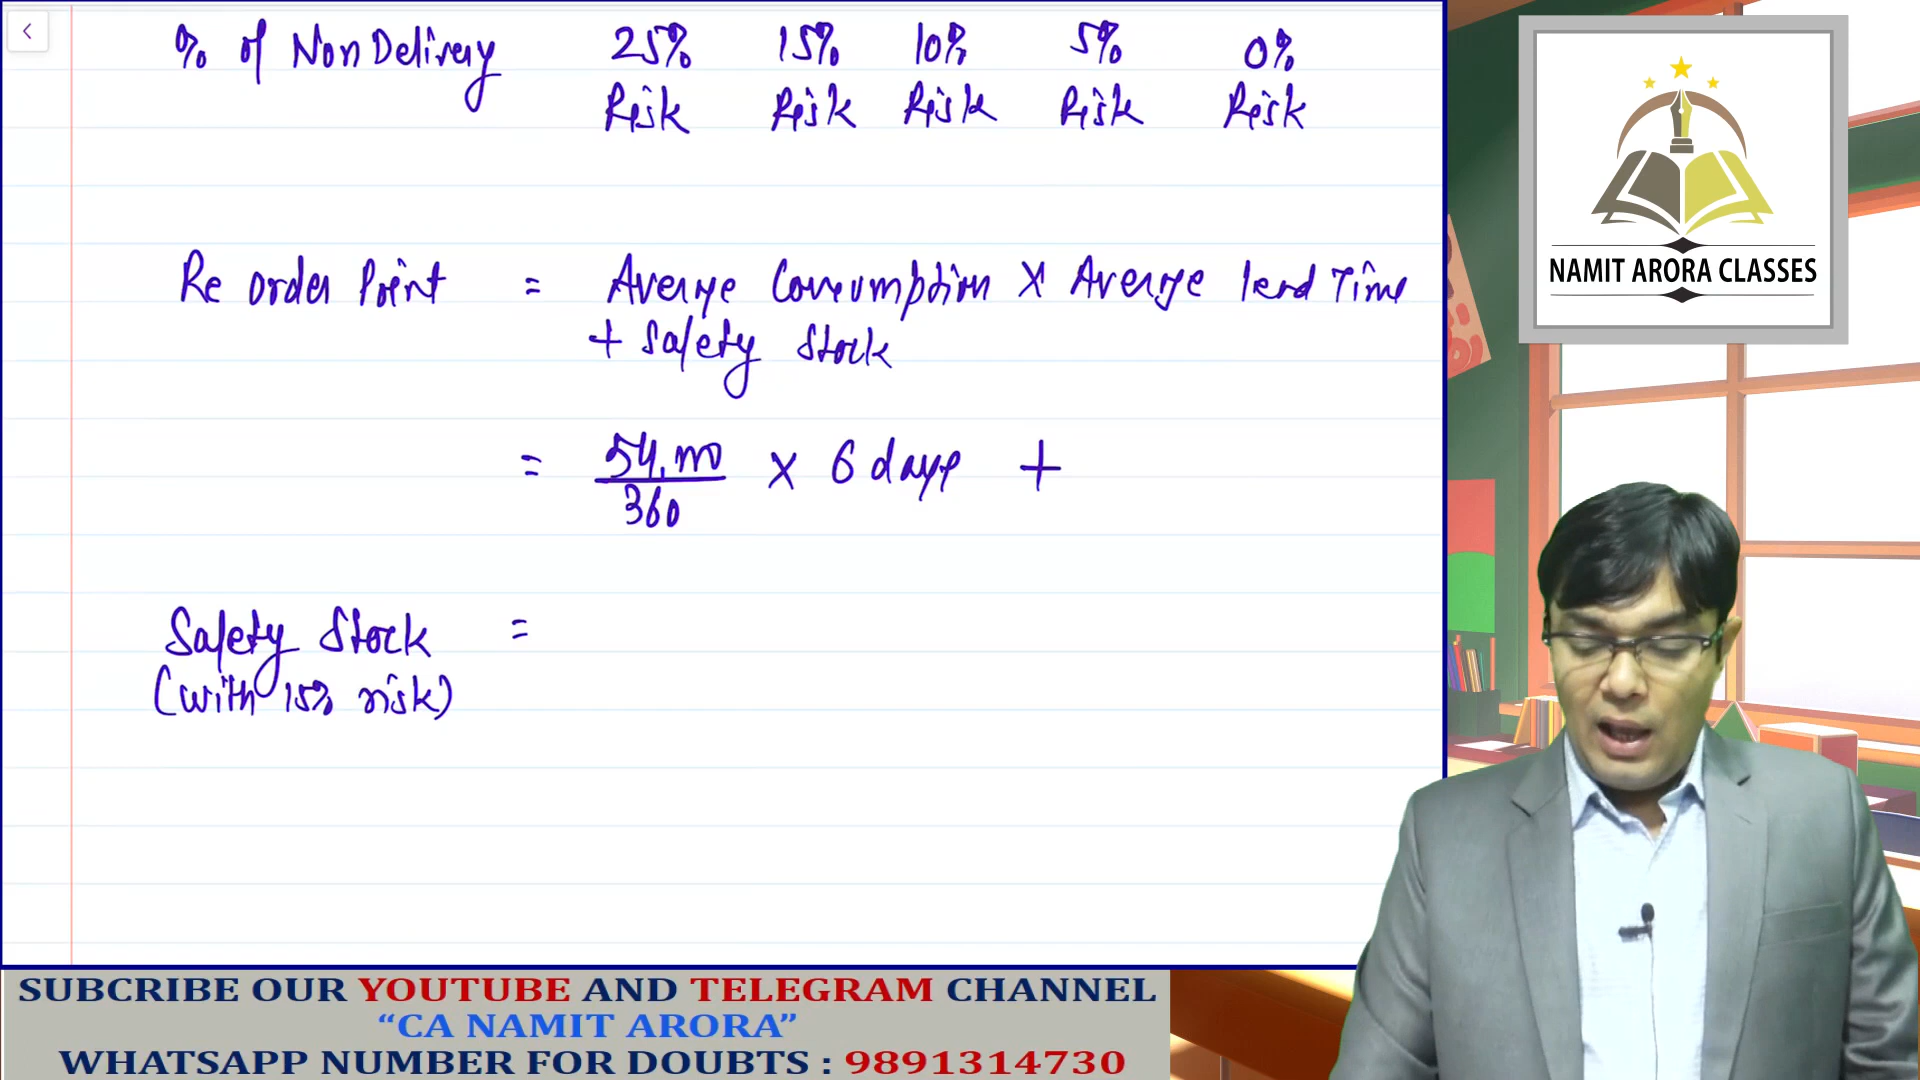 % of Non Delivery 25% 15% 10% 5% 0%
Risk Risk Risk Risk Risk
Re order Point = Average Consumption X Average lead Time
+ Safety Stock
= 54,000 / 360 X 6 days +
Safety Stock =
(with 15% risk)
NAMIT ARORA CLASSES
SUBCRIBE OUR YOUTUBE AND TELEGRAM CHANNEL
“CA NAMIT ARORA”
WHATSAPP NUMBER FOR DOUBTS : 9891314730